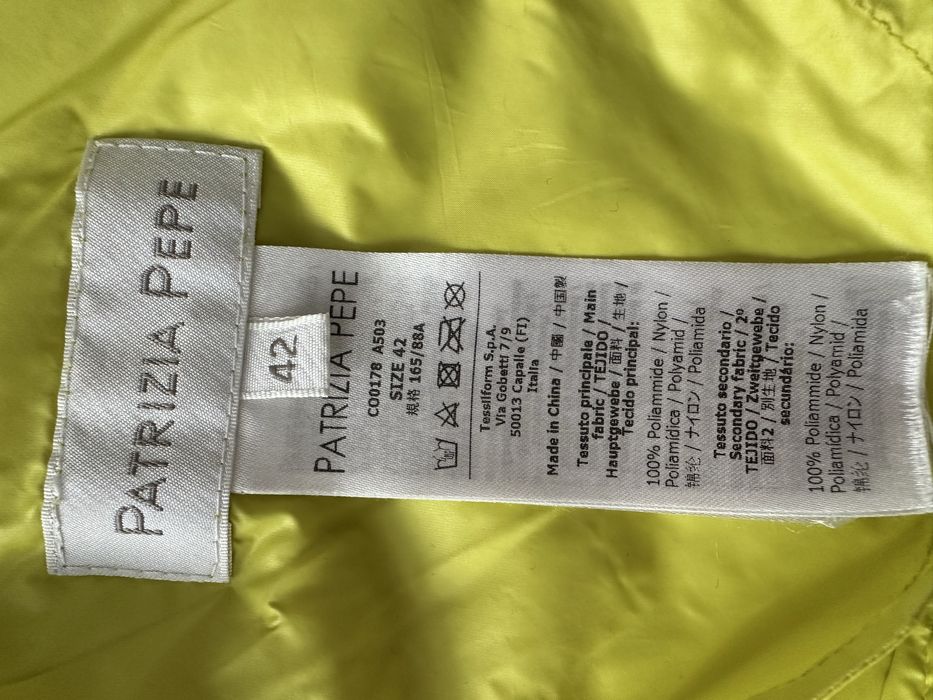 PATRIZIA PEPE
42
PATRIZIA PEPE
CO0178 A503
SIZE 42
规格 165/88A
Tessilform S.p.A.
Via Gobetti 7/9
50013 Capalle (FI)
Italia
Made in China / 中國 / 中国製
Tessuto principale / Main
fabric / TEJIDO /
Hauptgewebe / 面料 / 生地 /
Tecido principal:
100% Poliammide / Nylon /
Poliamídica / Polyamid /
锦纶 / ナイロン / Poliamida
Tessuto secondario /
Secondary fabric / 2º
TEJIDO / Zweitgewebe /
面料2 / 別生地 / Tecido
secundário:
100% Poliammide / Nylon /
Poliamídica / Polyamid /
锦纶 / ナイロン / Poliamida